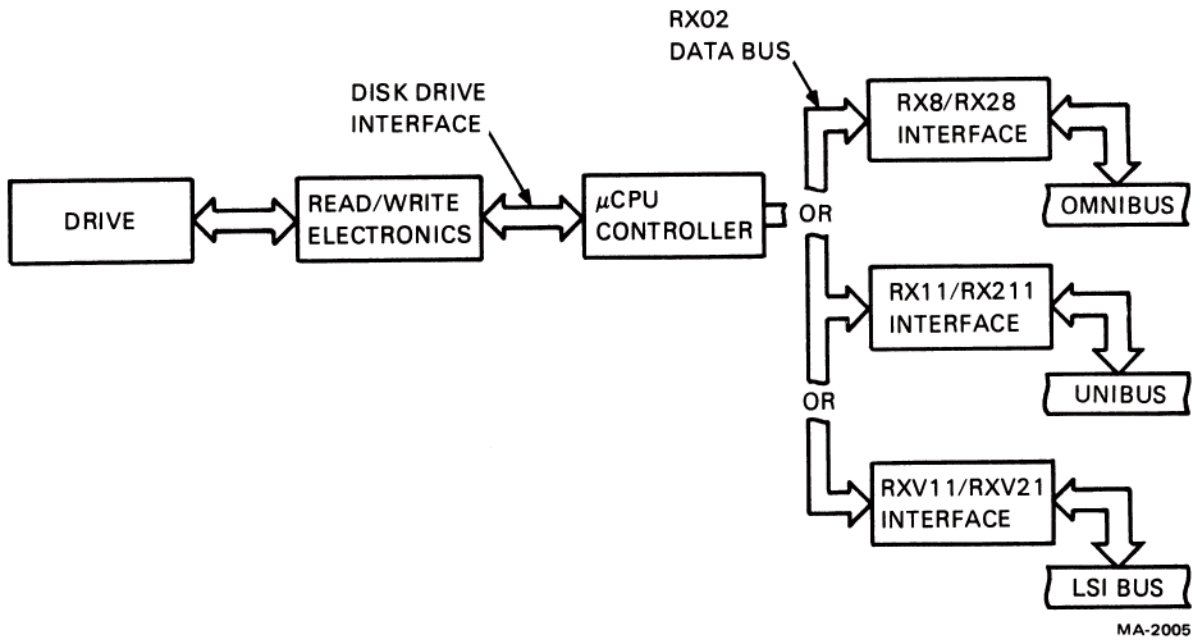 RX02
DATA BUS
DISK DRIVE
INTERFACE
RX8/RX28
INTERFACE
DRIVE
READ/WRITE
ELECTRONICS
μCPU
CONTROLLER
OR
OMNIBUS
RX11/RX211
INTERFACE
UNIBUS
OR
RXV11/RXV21
INTERFACE
LSI BUS
MA-2005